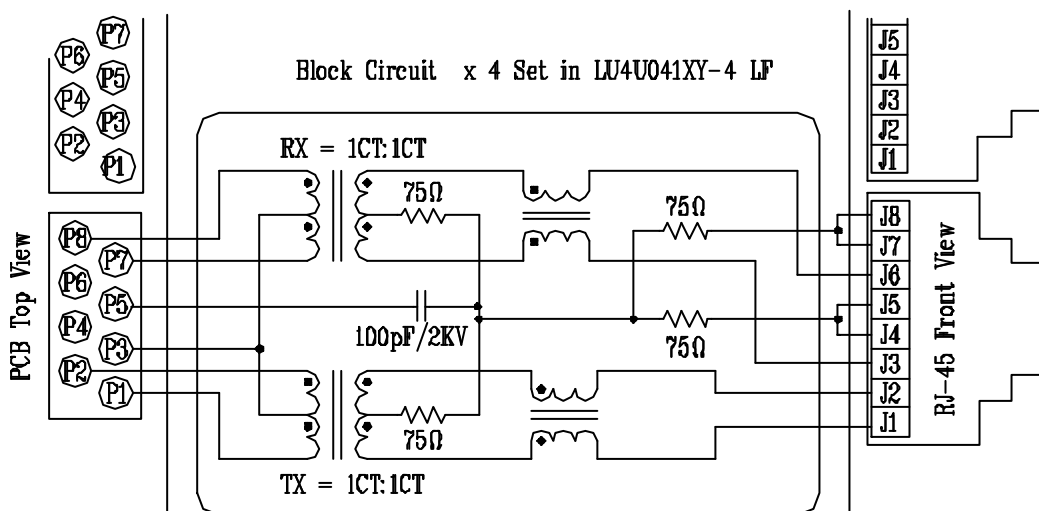 Block Circuit x 4 Set in LU4U041XY-4 LF
P7
P6
P5
P4
P3
P2
P1
J5
J4
J3
J2
J1
RX = 1CT:1CT
75Ω
75Ω
PCB Top View
P8
P7
P6
P5
P4
P3
P2
P1
100pF/2KV
75Ω
75Ω
TX = 1CT:1CT
J8
J7
J6
J5
J4
J3
J2
J1
RJ-45 Front View